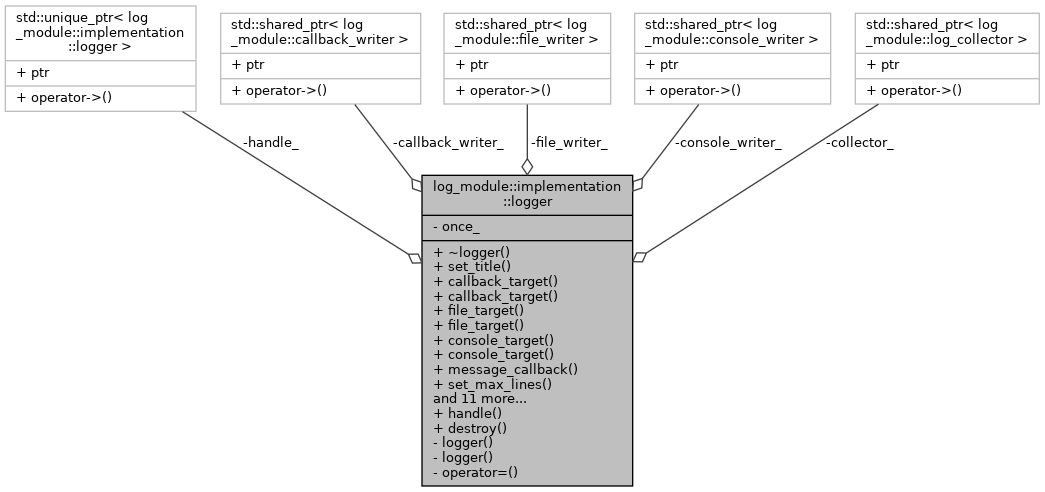 std::unique_ptr< log
_module::implementation
::logger >
+ ptr
+ operator->()
std::shared_ptr< log
_module::callback_writer >
+ ptr
+ operator->()
std::shared_ptr< log
_module::file_writer >
+ ptr
+ operator->()
std::shared_ptr< log
_module::console_writer >
+ ptr
+ operator->()
std::shared_ptr< log
_module::log_collector >
+ ptr
+ operator->()
-handle_
-callback_writer_
-file_writer_
-console_writer_
-collector_
log_module::implementation
::logger
- once_
+ ~logger()
+ set_title()
+ callback_target()
+ callback_target()
+ file_target()
+ file_target()
+ console_target()
+ console_target()
+ message_callback()
+ set_max_lines()
and 11 more...
+ handle()
+ destroy()
- logger()
- logger()
- operator=()